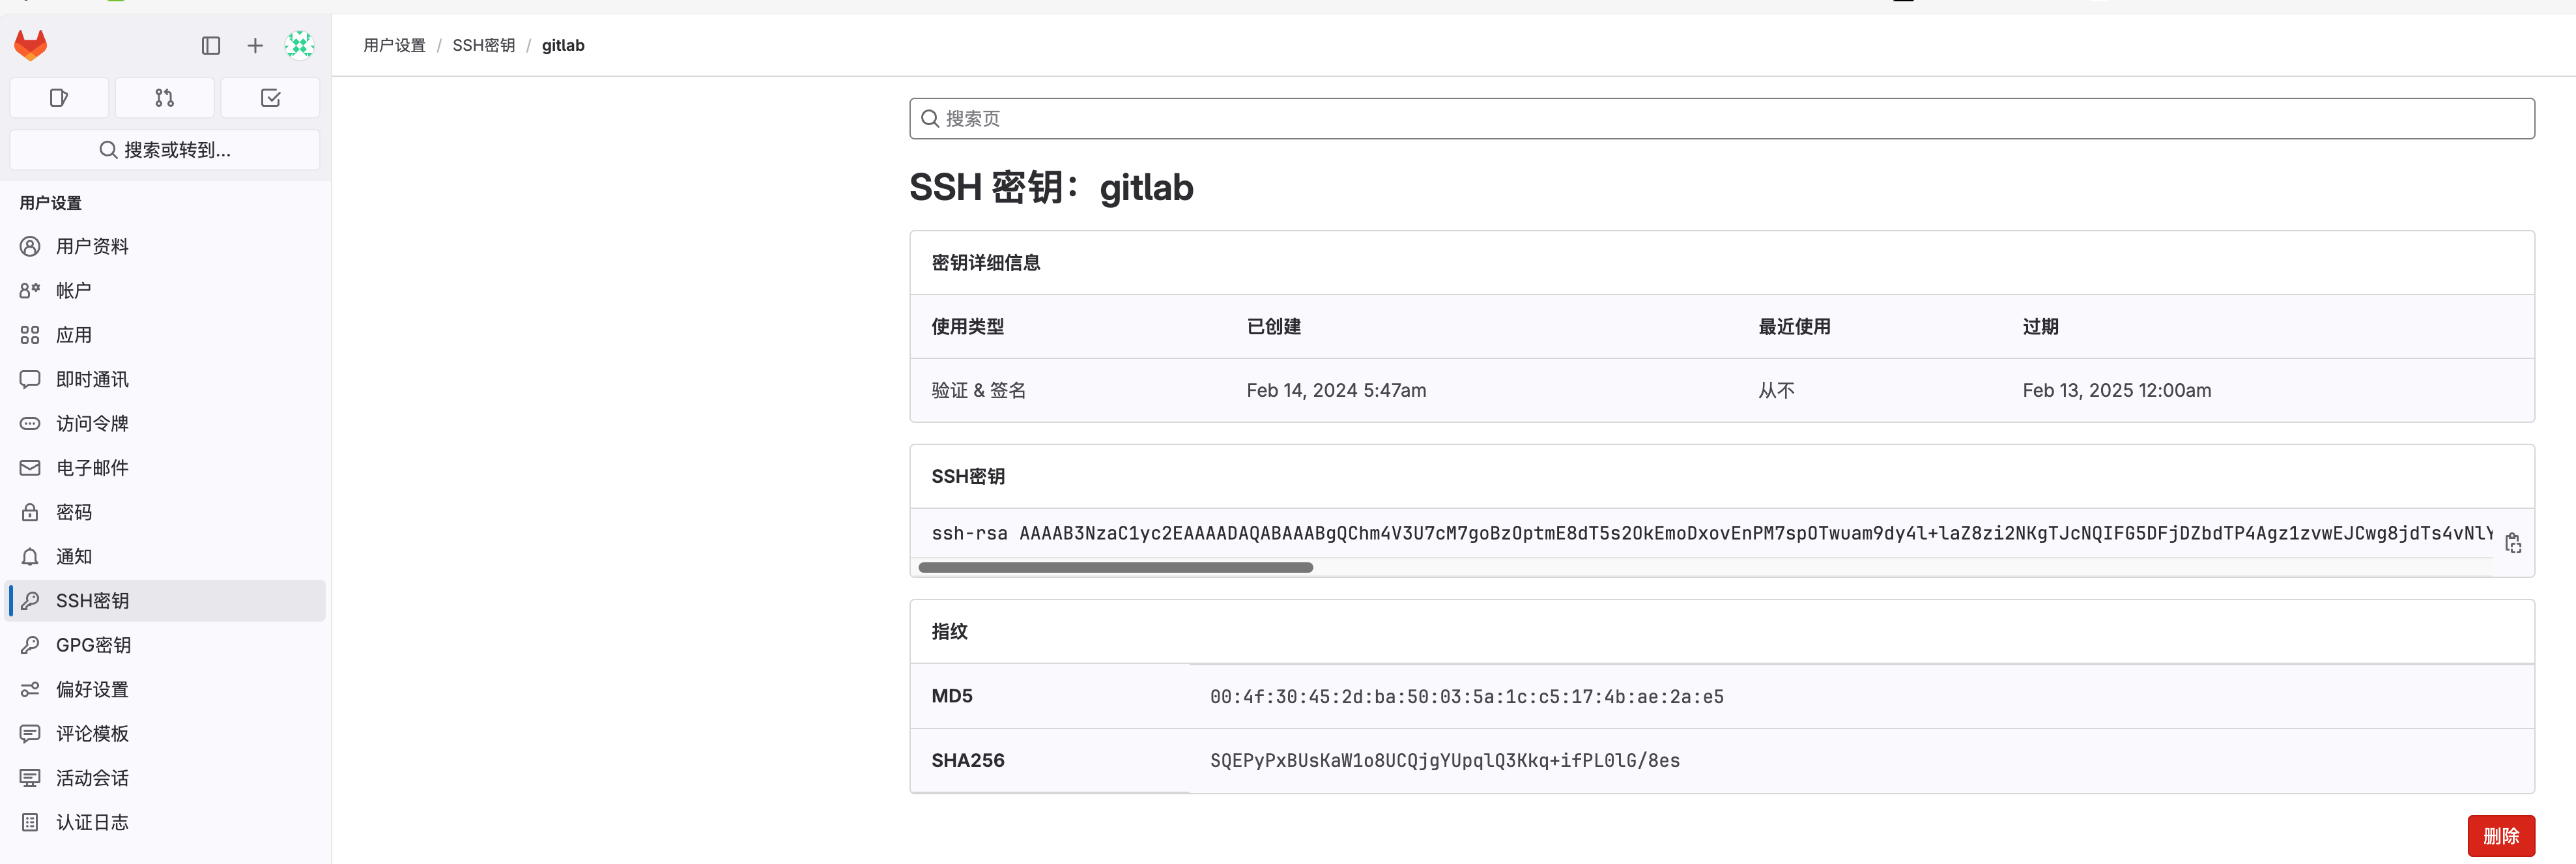 用户设置 / SSH密钥 / gitlab
搜索或转到...
用户设置
用户资料
帐户
应用
即时通讯
访问令牌
电子邮件
密码
通知
SSH密钥
GPG密钥
偏好设置
评论模板
活动会话
认证日志
搜索页
SSH 密钥：gitlab
密钥详细信息
使用类型 已创建 最近使用 过期
验证 & 签名 Feb 14, 2024 5:47am 从不 Feb 13, 2025 12:00am
SSH密钥
ssh-rsa AAAAB3NzaC1yc2EAAAADAQABAAABgQChm4V3U7cM7goBzOptmE8dT5s2OkEmoDxovEnPM7spOTwuam9dy4l+laZ8zi2NKgTJcNQIFG5DFjDZbdTP4Agz1zvwEJCwg8jdTs4vNlY
指纹
MD5 00:4f:30:45:2d:ba:50:03:5a:1c:c5:17:4b:ae:2a:e5
SHA256 SQEPyPxBUsKaW1o8UCQjgYUpqlQ3Kkq+ifPL0lG/8es
删除